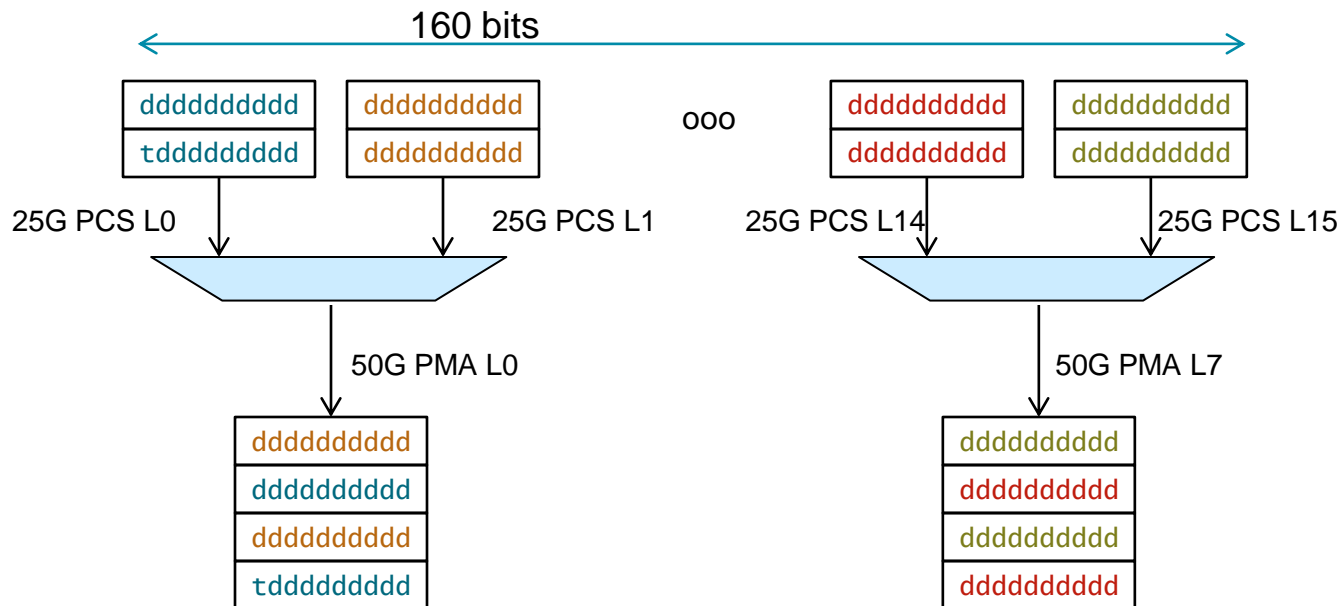 160 bits
dddddddddd dddddddddd ooo dddddddddd dddddddddd
tddddddddd dddddddddd dddddddddd dddddddddd
25G PCS L0 25G PCS L1 25G PCS L14 25G PCS L15
50G PMA L0 50G PMA L7
dddddddddd dddddddddd
dddddddddd dddddddddd
dddddddddd dddddddddd
tddddddddd dddddddddd